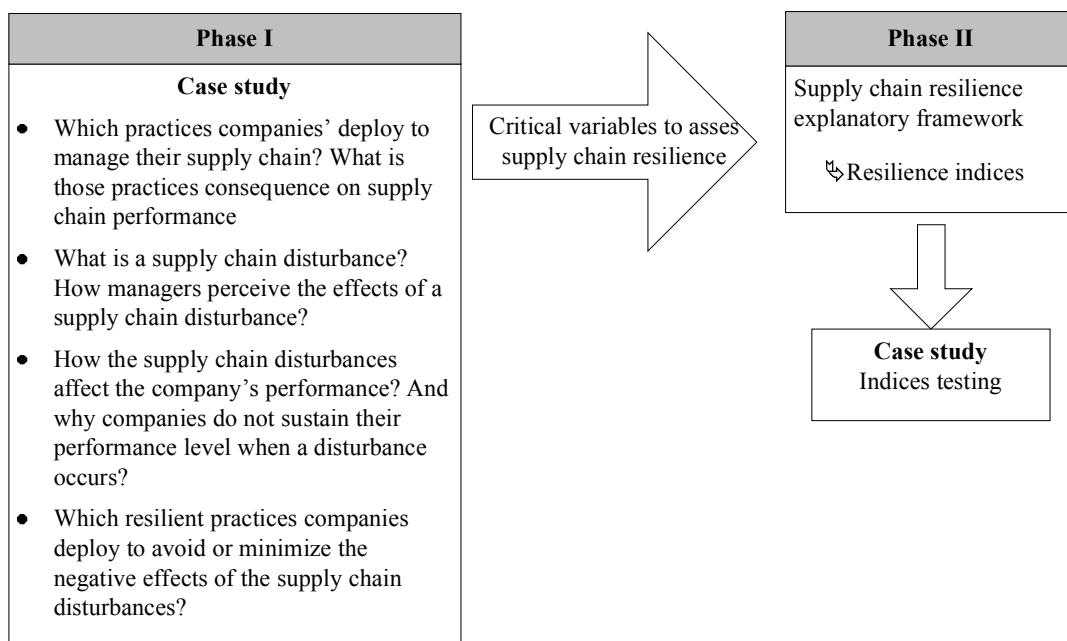 Phase I
Case study
● Which practices companies’ deploy to
manage their supply chain? What is
those practices consequence on supply
chain performance
● What is a supply chain disturbance?
How managers perceive the effects of a
supply chain disturbance?
● How the supply chain disturbances
affect the company’s performance? And
why companies do not sustain their
performance level when a disturbance
occurs?
● Which resilient practices companies
deploy to avoid or minimize the
negative effects of the supply chain
disturbances?
Critical variables to asses
supply chain resilience
Phase II
Supply chain resilience
explanatory framework
Resilience indices
Case study
Indices testing